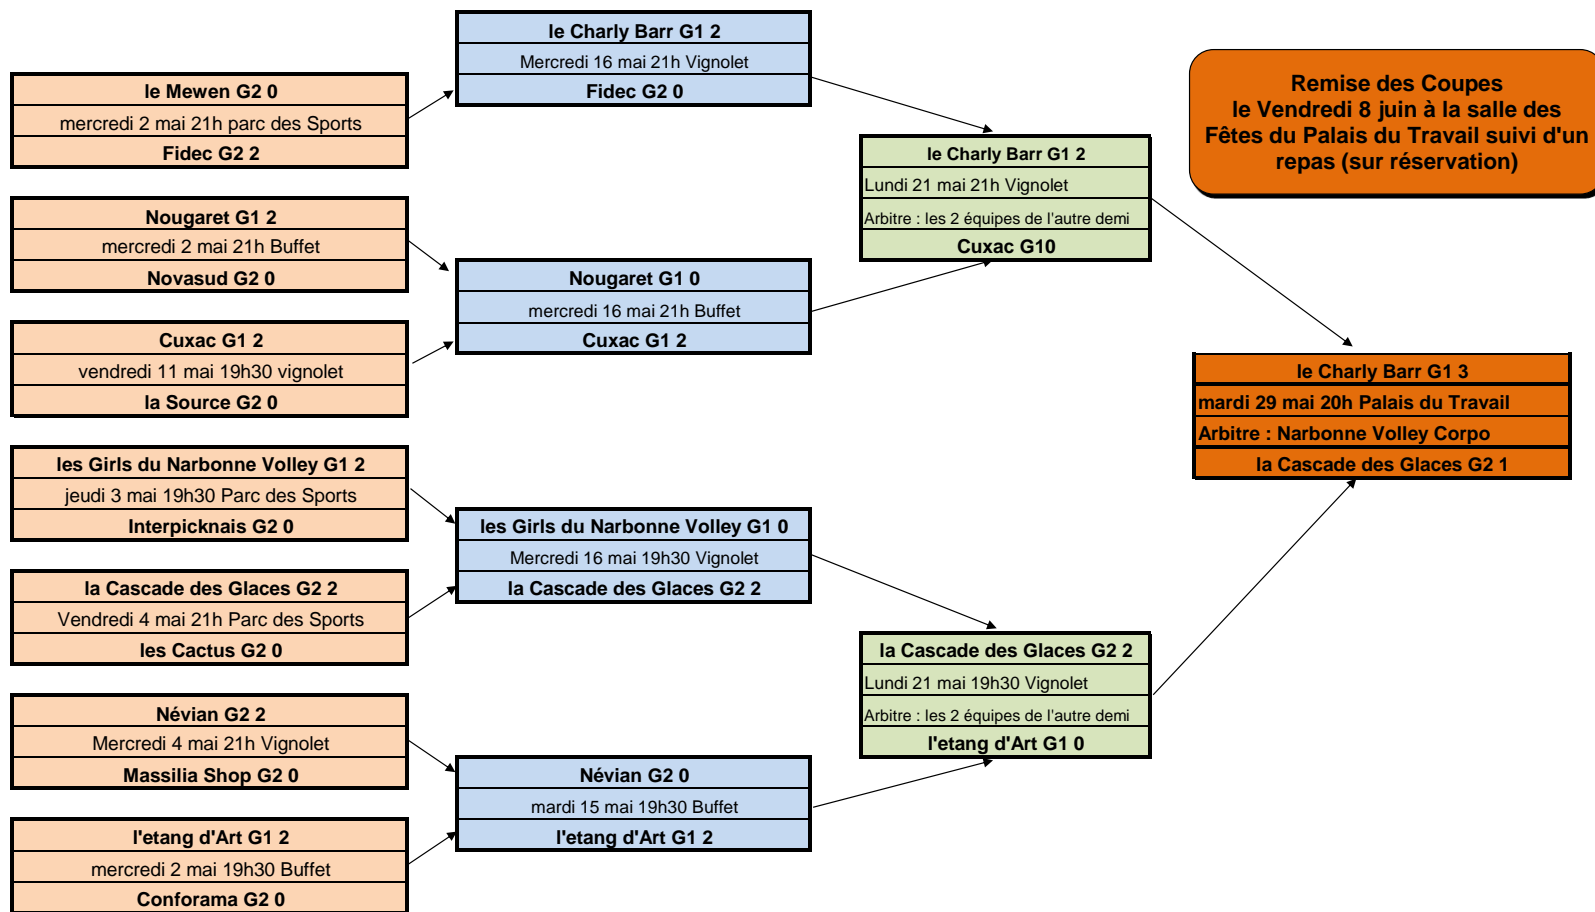 le Mewen G2 0
mercredi 2 mai 21h parc des Sports
Fidec G2 2
Nougaret G1 2
mercredi 2 mai 21h Buffet
Novasud G2 0
Cuxac G1 2
vendredi 11 mai 19h30 vignolet
la Source G2 0
les Girls du Narbonne Volley G1 2
jeudi 3 mai 19h30 Parc des Sports
Interpicknais G2 0
la Cascade des Glaces G2 2
Vendredi 4 mai 21h Parc des Sports
les Cactus G2 0
Névian G2 2
Mercredi 4 mai 21h Vignolet
Massilia Shop G2 0
l'etang d'Art G1 2
mercredi 2 mai 19h30 Buffet
Conforama G2 0
le Charly Barr G1 2
Mercredi 16 mai 21h Vignolet
Fidec G2 0
Nougaret G1 0
mercredi 16 mai 21h Buffet
Cuxac G1 2
les Girls du Narbonne Volley G1 0
Mercredi 16 mai 19h30 Vignolet
la Cascade des Glaces G2 2
Névian G2 0
mardi 15 mai 19h30 Buffet
l'etang d'Art G1 2
le Charly Barr G1 2
Lundi 21 mai 21h Vignolet
Arbitre : les 2 équipes de l'autre demi
Cuxac G10
la Cascade des Glaces G2 2
Lundi 21 mai 19h30 Vignolet
Arbitre : les 2 équipes de l'autre demi
l'etang d'Art G1 0
Remise des Coupes
le Vendredi 8 juin à la salle des
Fêtes du Palais du Travail suivi d'un
repas (sur réservation)
le Charly Barr G1 3
mardi 29 mai 20h Palais du Travail
Arbitre : Narbonne Volley Corpo
la Cascade des Glaces G2 1